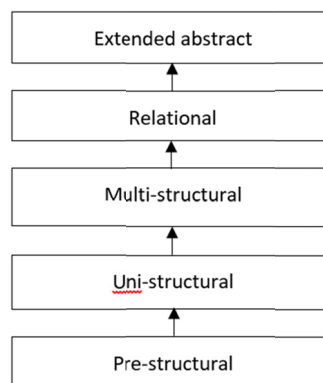 Extended abstract
Relational
Multi-structural
Uni-structural
Pre-structural